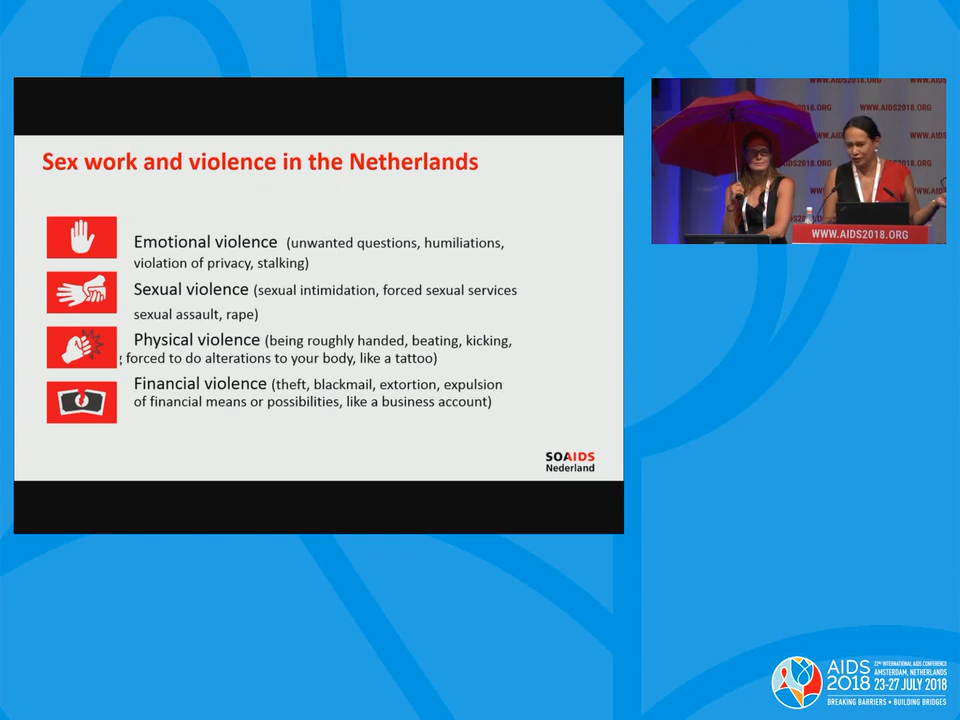 Sex work and violence in the Netherlands
Emotional violence (unwanted questions, humiliations,
violation of privacy, stalking)
Sexual violence (sexual intimidation, forced sexual services
sexual assault, rape)
Physical violence (being roughly handed, beating, kicking,
forced to do alterations to your body, like a tattoo)
Financial violence (theft, blackmail, extortion, expulsion
of financial means or possibilities, like a business account)
SOAIDS
Nederland
WWW.AIDS2018.ORG
WWW.AIDS2018.ORG
AIDS
2018
22ND INTERNATIONAL AIDS CONFERENCE
AMSTERDAM, NETHERLANDS
23-27 JULY 2018
BREAKING BARRIERS • BUILDING BRIDGES